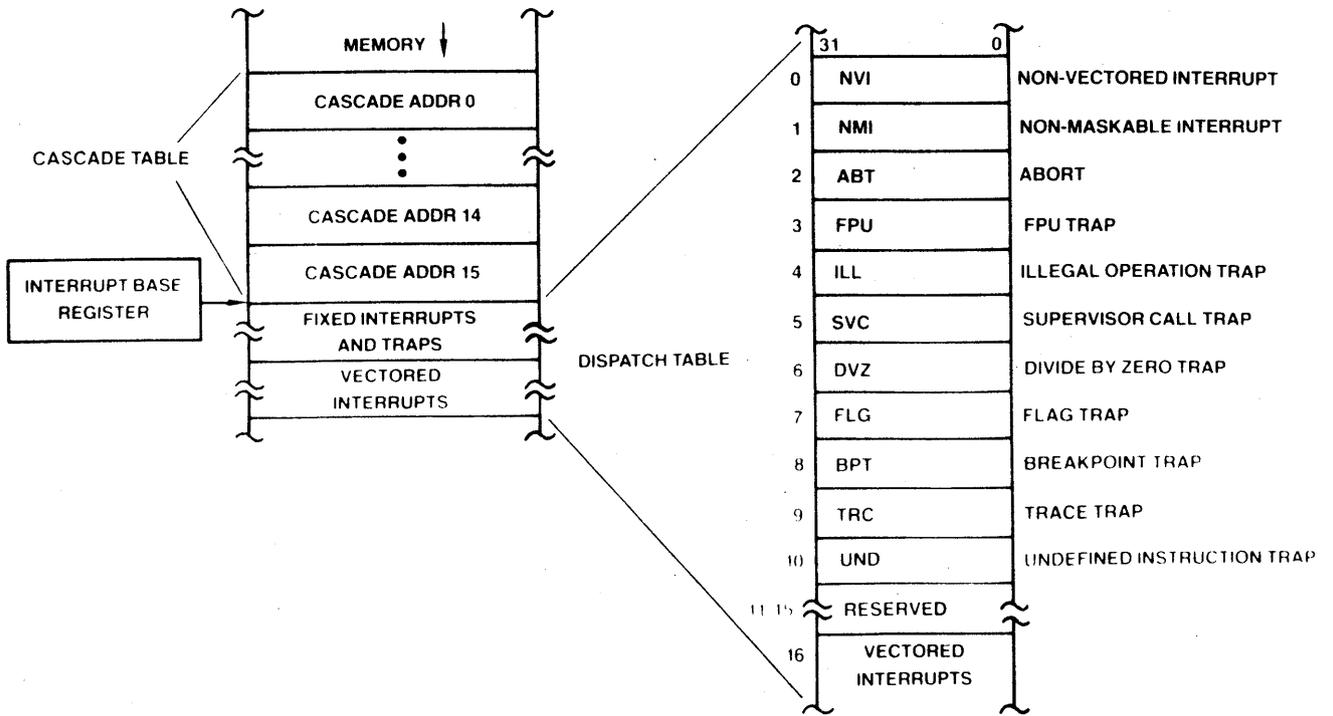 MEMORY
CASCADE ADDR 0
CASCADE TABLE
CASCADE ADDR 14
CASCADE ADDR 15
INTERRUPT BASE
REGISTER
FIXED INTERRUPTS
AND TRAPS
VECTORED
INTERRUPTS
DISPATCH TABLE
31 0
0 NVI NON-VECTORED INTERRUPT
1 NMI NON-MASKABLE INTERRUPT
2 ABT ABORT
3 FPU FPU TRAP
4 ILL ILLEGAL OPERATION TRAP
5 SVC SUPERVISOR CALL TRAP
6 DVZ DIVIDE BY ZERO TRAP
7 FLG FLAG TRAP
8 BPT BREAKPOINT TRAP
9 TRC TRACE TRAP
10 UND UNDEFINED INSTRUCTION TRAP
11-15 RESERVED
16 VECTORED
INTERRUPTS